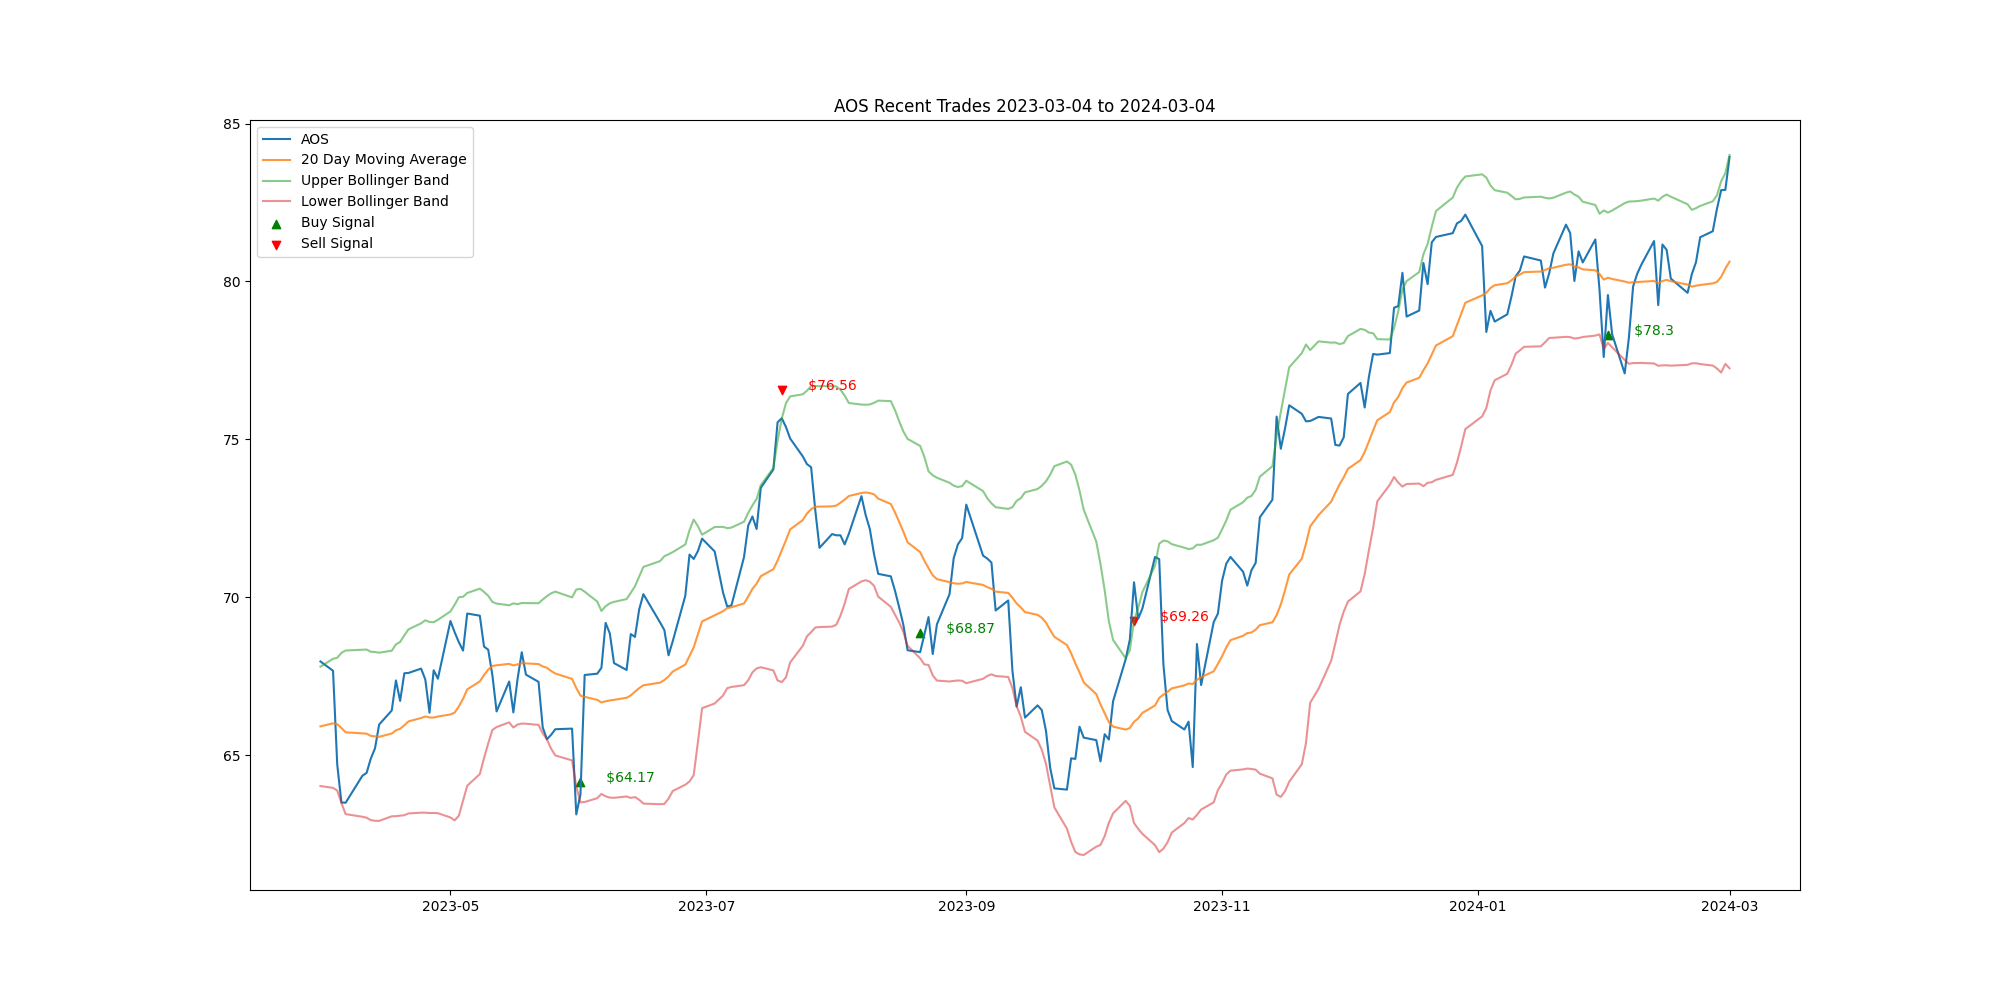 AOS Recent Trades 2023-03-04 to 2024-03-04
85
AOS
20 Day Moving Average
Upper Bollinger Band
Lower Bollinger Band
Buy Signal
Sell Signal
80
$78.3
$76.56
75
70
$69.26
$68.87
65
$64.17
2023-05 2023-07 2023-09 2023-11 2024-01 2024-03